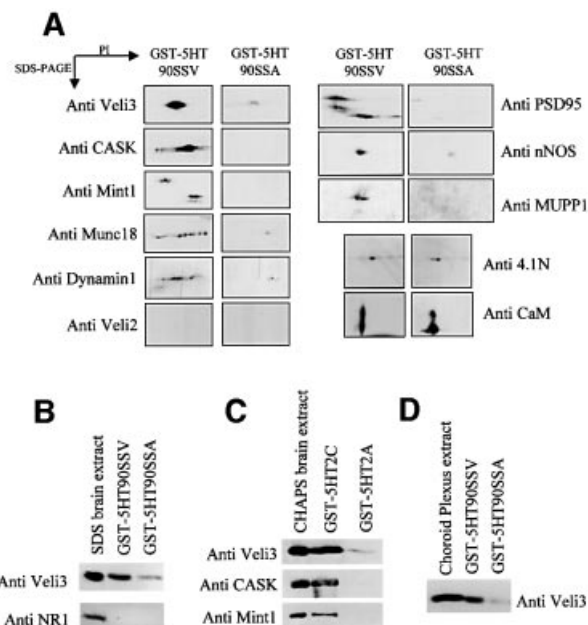 A
PI
SDS-PAGE
GST-5HT
90SSV
GST-5HT
90SSA
GST-5HT
90SSV
GST-5HT
90SSA
Anti Veli3
Anti CASK
Anti Mint1
Anti Munc18
Anti Dynamin1
Anti Veli2
Anti PSD95
Anti nNOS
Anti MUPP1
Anti 4.1N
Anti CaM
B
SDS brain extract
GST-5HT90SSV
GST-5HT90SSA
Anti Veli3
Anti NR1
C
CHAPS brain extract
GST-5HT2C
GST-5HT2A
Anti Veli3
Anti CASK
Anti Mint1
D
Choroid Plexus extract
GST-5HT90SSV
GST-5HT90SSA
Anti Veli3